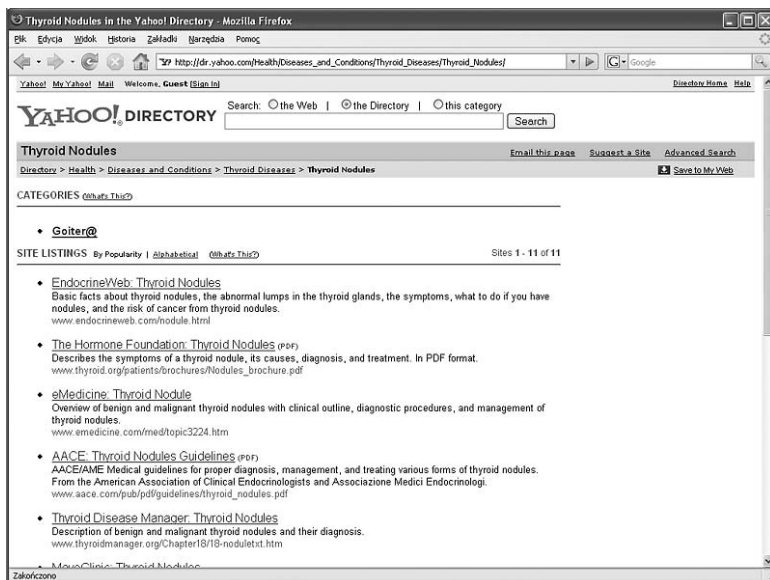 Thyroid Nodules in the Yahoo! Directory - Mozilla Firefox
Plik Edycja Widok Historia Zakładki Narzędzia Pomoc
http://dir.yahoo.com/Health/Diseases_and_Conditions/Thyroid_Diseases/Thyroid_Nodules/ G Google
Yahoo! My Yahoo! Mail Welcome, Guest [Sign In] Directory Home Help
YAHOO! DIRECTORY
Search: the Web | the Directory | this category
Search
Thyroid Nodules Email this page Suggest a Site Advanced Search
Directory > Health > Diseases and Conditions > Thyroid Diseases > Thyroid Nodules Save to My Web
CATEGORIES (What's This?)
Goiter@
SITE LISTINGS By Popularity | Alphabetical (What's This?) Sites 1 - 11 of 11
EndocrineWeb: Thyroid Nodules
Basic facts about thyroid nodules, the abnormal lumps in the thyroid glands, the symptoms, what to do if you have
nodules, and the risk of cancer from thyroid nodules.
www.endocrineweb.com/nodule.html
The Hormone Foundation: Thyroid Nodules (PDF)
Describes the symptoms of a thyroid nodule, its causes, diagnosis, and treatment. In PDF format.
www.thyroid.org/patients/brochures/Nodules_brochure.pdf
eMedicine: Thyroid Nodule
Overview of benign and malignant thyroid nodules with clinical outline, diagnostic procedures, and management of
thyroid nodules.
www.emedicine.com/med/topic3224.htm
AACE: Thyroid Nodules Guidelines (PDF)
AACE/AME Medical guidelines for proper diagnosis, management, and treating various forms of thyroid nodules.
From the American Association of Clinical Endocrinologists and Associazione Medici Endocrinologi.
www.aace.com/pub/pdf/guidelines/thyroid_nodules.pdf
Thyroid Disease Manager: Thyroid Nodules
Description of benign and malignant thyroid nodules and their diagnosis.
www.thyroidmanager.org/Chapter18/18-noduletxt.htm
MayoClinic: Thyroid Nodules
Zakończono